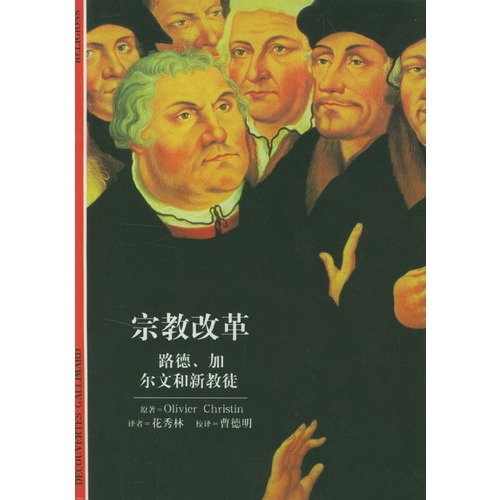 RELIGIONS
宗教改革
路德、加
尔文和新教徒
原著=Olivier Christin
译者=花秀林 校译=曹德明
DECOUVERTES GALLIMARD